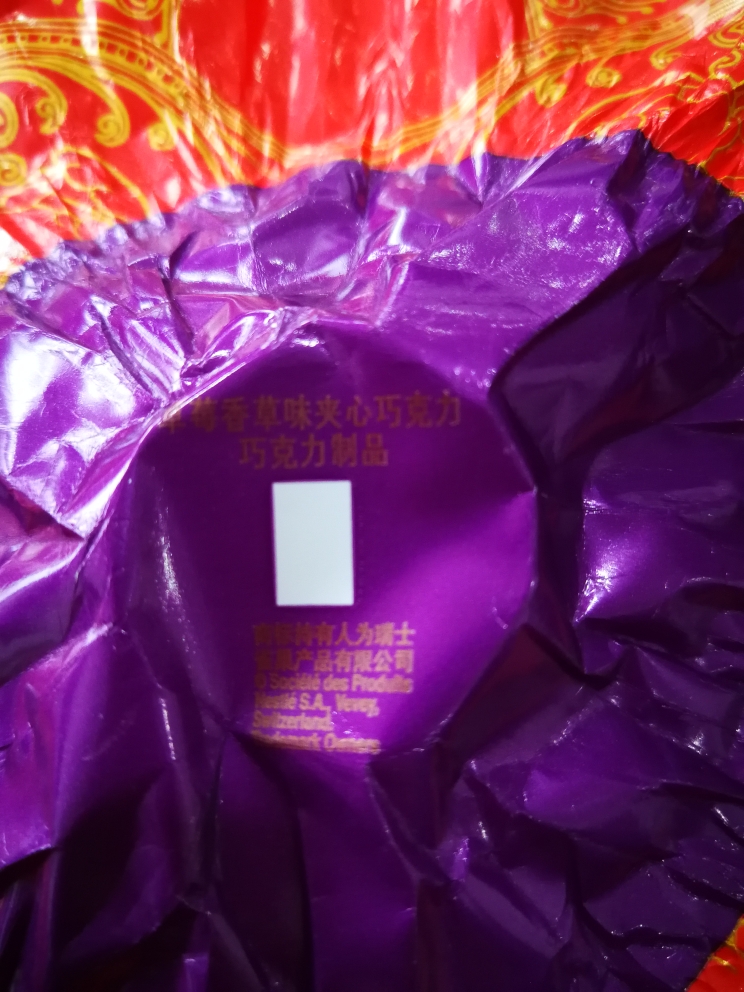 草莓香草味夹心巧克力
巧克力制品
商标持有人为瑞士
雀巢产品有限公司
© Société des Produits
Nestlé S.A., Vevey,
Switzerland
Trademark Owners